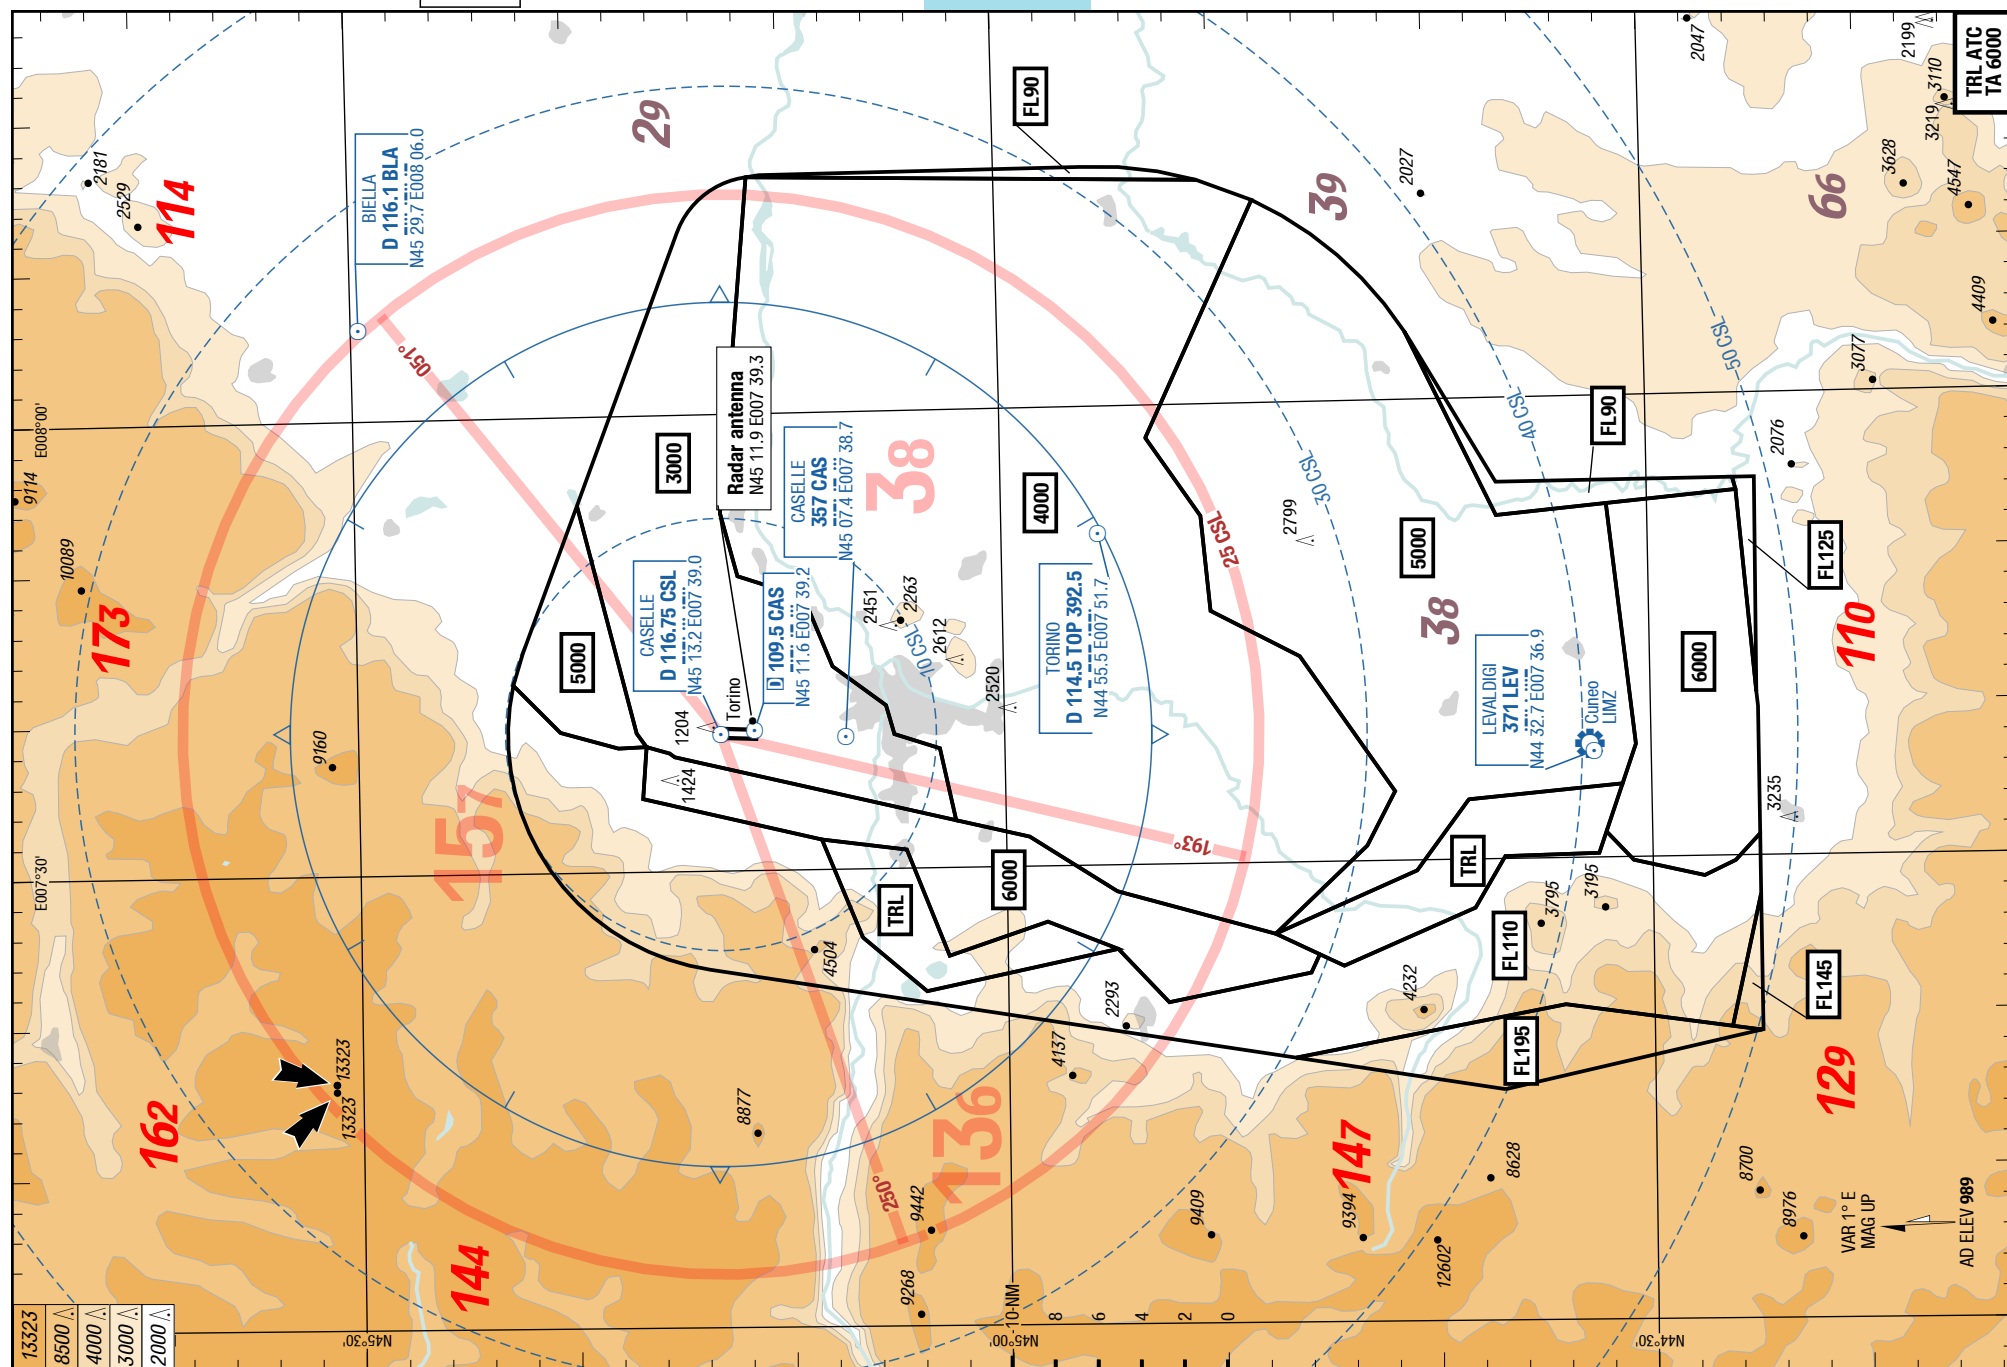 13323
8500
4000
3000
2000
E008°00'
E007°30'
N45°30'
N45°00'
N44°30'
9114
10089
173
114
2181
2529
29
BIELLA
D 116.1 BLA
N45 29.7 E008 06.0
051°
9160
157
162
13323
13323
144
5000
3000
Radar antenna
N45 11.9 E007 39.3
CASELLE
D 116.75 CSL
N45 13.2 E007 39.0
CASELLE
357 CAS
N45 07.4 E007 38.7
D 109.5 CAS
N45 11.6 E007 39.2
Torino
1204
1424
38
2451
2263
2612
10 CSL
2520
4000
TORINO
D 114.5 TOP 392.5
N44 55.5 E007 51.7
25 CSL
193°
250°
TRL
6000
4504
8877
2293
4137
136
9442
9268
9409
9394
12602
8628
147
FL90
39
2027
2047
2199
3110
3219
3628
4547
66
4409
3077
50 CSL
40 CSL
30 CSL
2799
5000
38
FL90
2076
FL125
110
6000
LEVALDIGI
371 LEV
N44 32.7 E007 36.9
Cuneo
LIMZ
TRL
3235
3795
3195
FL110
4232
FL195
FL145
129
8700
8976
VAR 1° E
MAG UP
AD ELEV 989
10 NM
8
6
4
2
0
TRL ATC
TA 6000